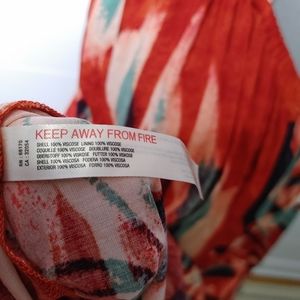 KEEP AWAY FROM FIRE
SHELL 100% VISCOSE LINING 100% VISCOSE
COQUILLE 100% VISCOSE DOUBLURE 100% VISCOSE
OBERSTOFF 100% VISKOSE FUTTER 100% VISKOSE
SHELL 100% VISCOSA FODERA 100% VISCOSA
EXTERIOR 100% VISCOSA FORRO 100% VISCOSA